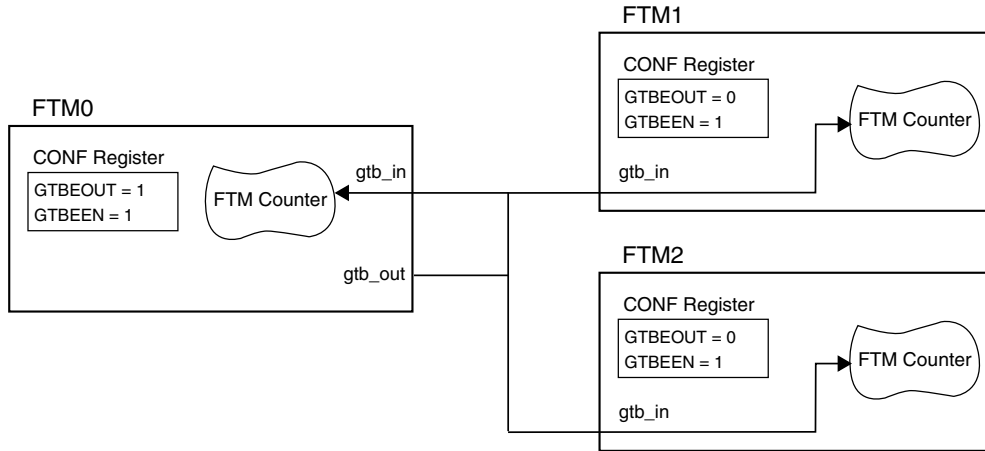 FTM0
CONF Register
GTBEOUT = 1
GTBEEN = 1
FTM Counter
gtb_in
gtb_out
FTM1
CONF Register
GTBEOUT = 0
GTBEEN = 1
FTM Counter
gtb_in
FTM2
CONF Register
GTBEOUT = 0
GTBEEN = 1
FTM Counter
gtb_in